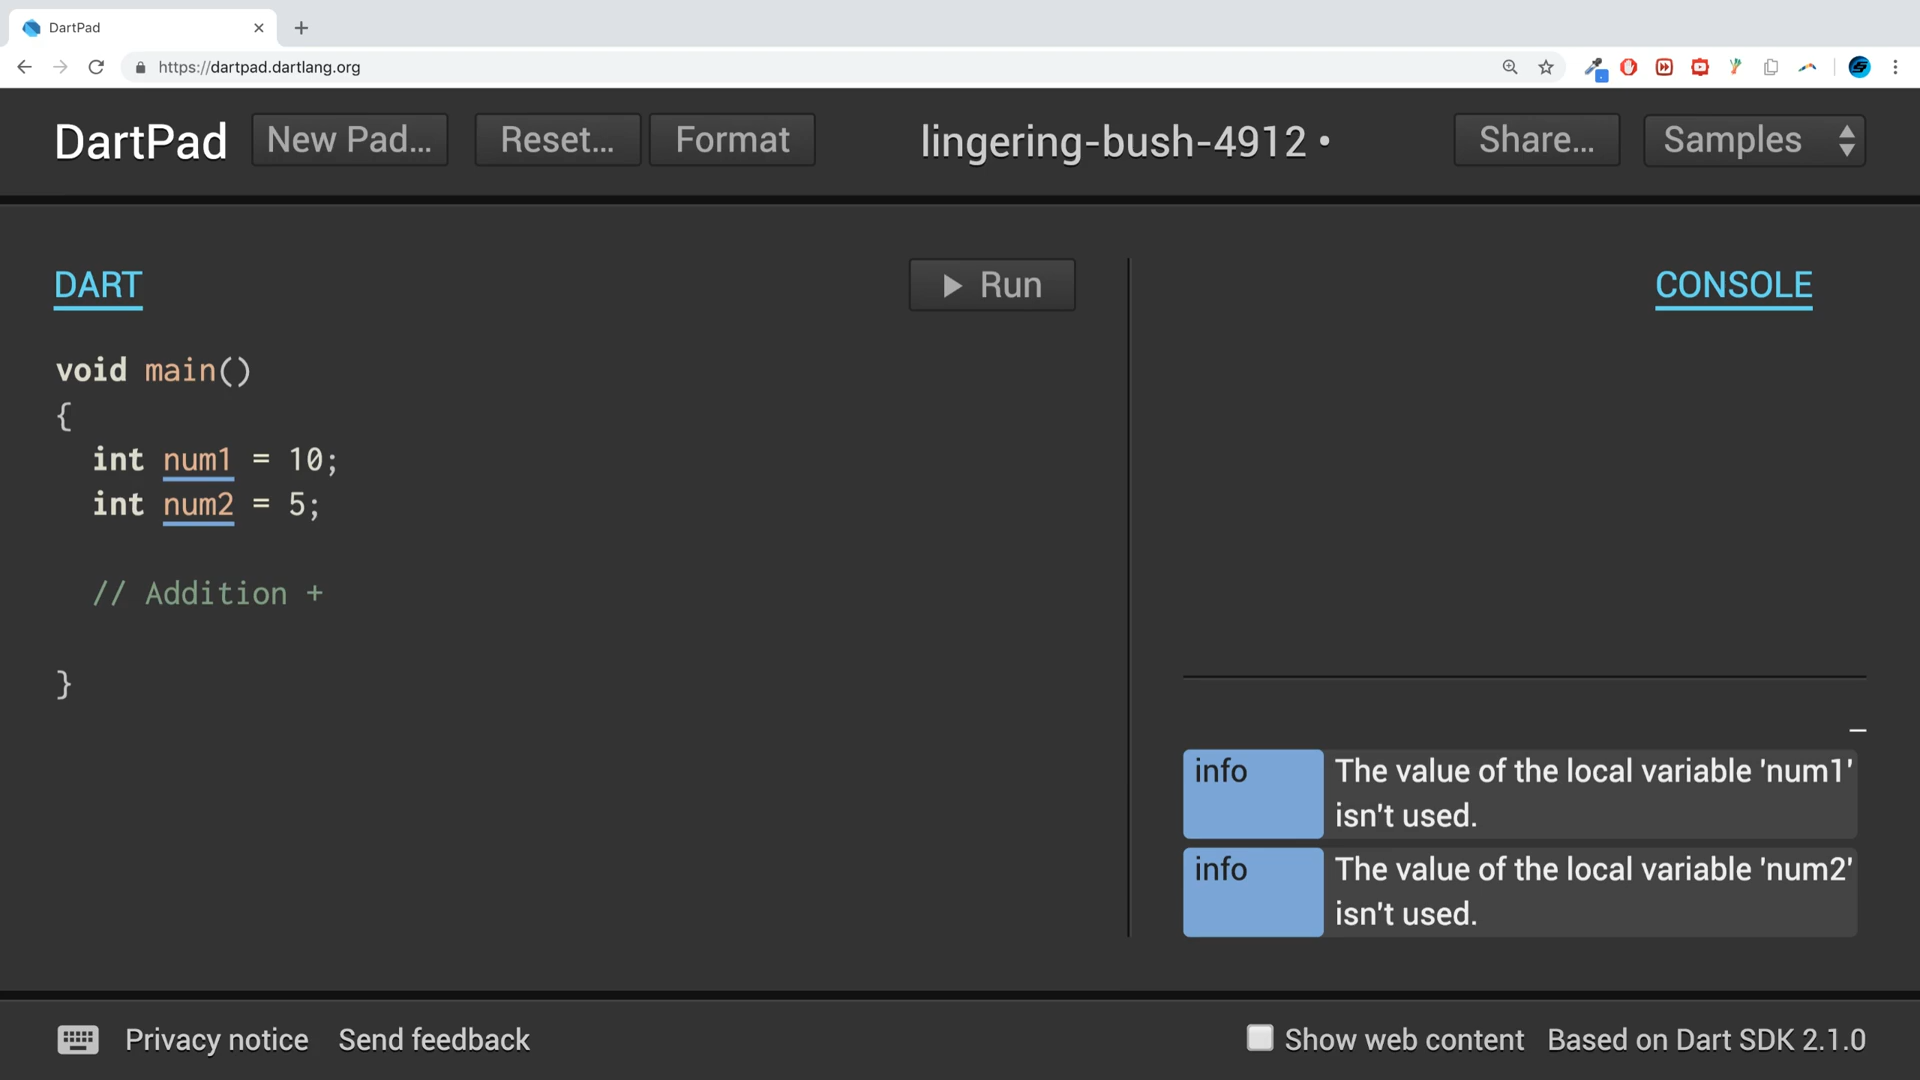 DartPad
https://dartpad.dartlang.org
DartPad
New Pad...
Reset...
Format
lingering-bush-4912 •
Share...
Samples
DART
Run
CONSOLE
void main()
{
int num1 = 10;
int num2 = 5;
// Addition +
}
info
The value of the local variable 'num1'
isn't used.
info
The value of the local variable 'num2'
isn't used.
Privacy notice
Send feedback
Show web content
Based on Dart SDK 2.1.0